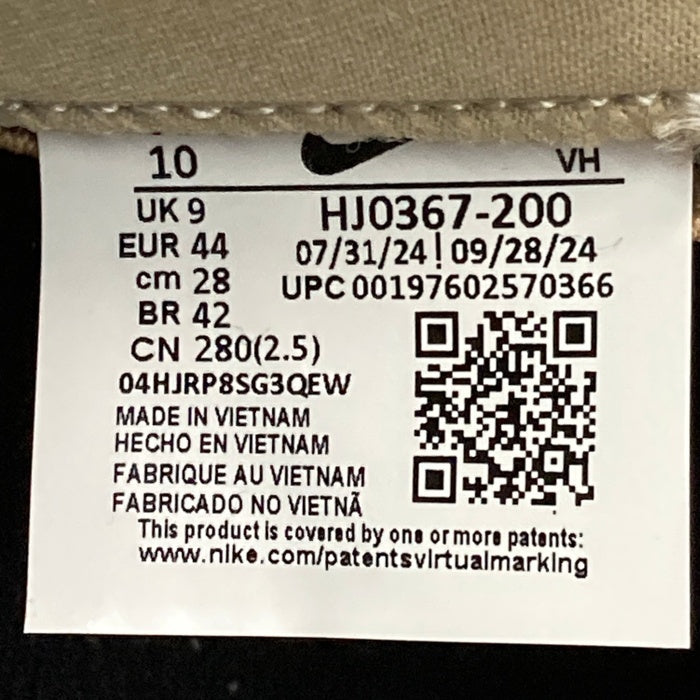 10 VH
UK 9 HJ0367-200
EUR 44 07/31/24|09/28/24
cm 28 UPC 00197602570366
BR 42
CN 280(2.5)
04HJRP8SG3QEW
MADE IN VIETNAM
HECHO EN VIETNAM
FABRIQUE AU VIETNAM
FABRICADO NO VIETNÃ
This product is covered by one or more patents:
www.nike.com/patentsvirtualmarking